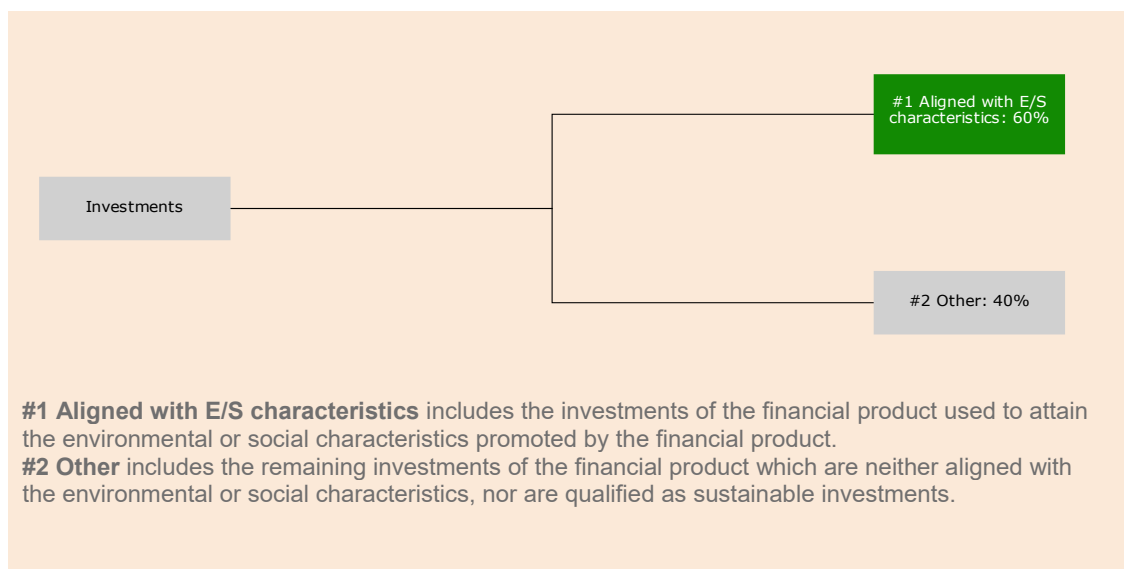 #1 Aligned with E/S
characteristics: 60%
Investments
#2 Other: 40%
#1 Aligned with E/S characteristics includes the investments of the financial product used to attain
the environmental or social characteristics promoted by the financial product.
#2 Other includes the remaining investments of the financial product which are neither aligned with
the environmental or social characteristics, nor are qualified as sustainable investments.